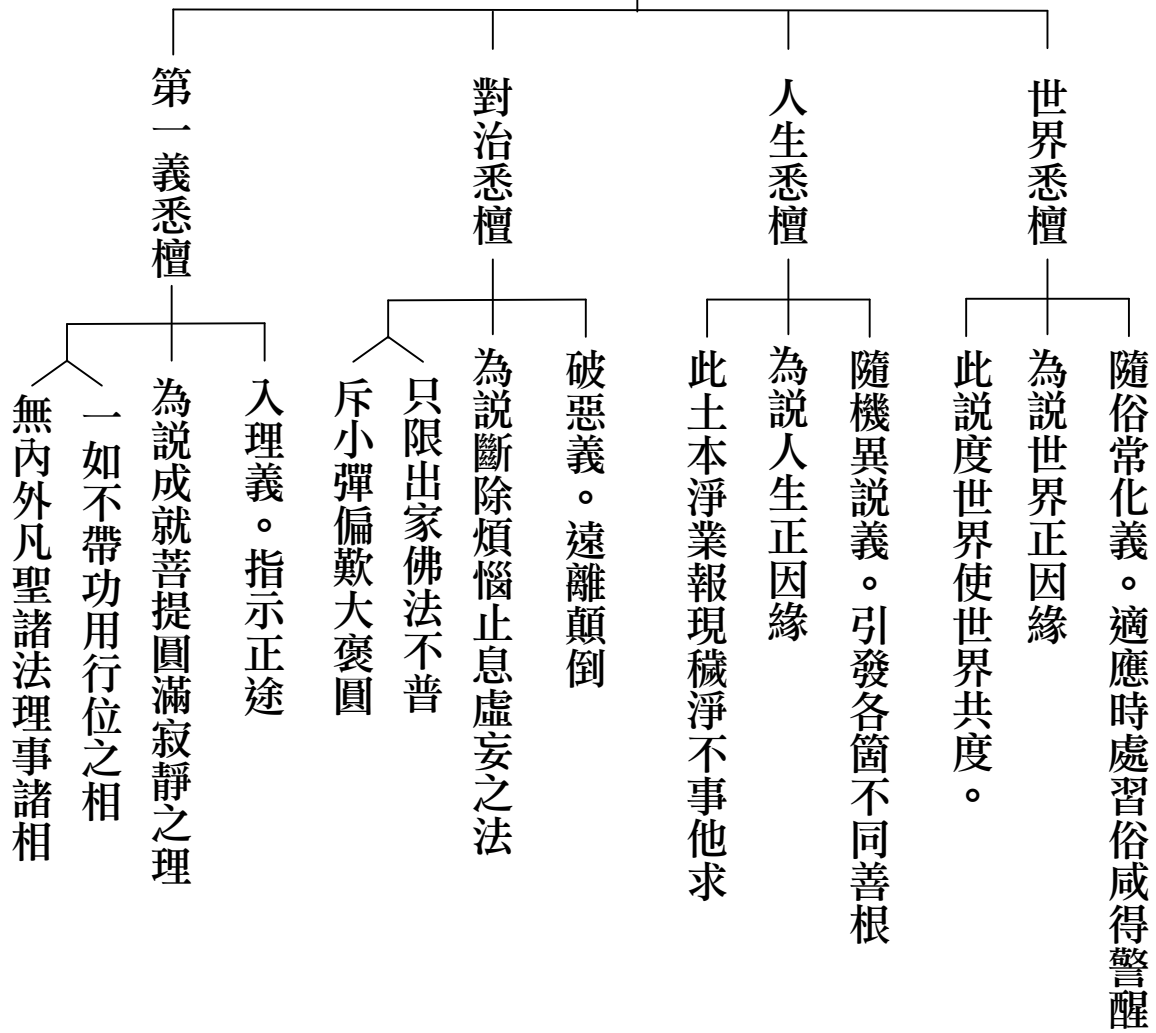 世界悉檀
隨俗常化義。適應時處習俗咸得警醒
為説世界正因緣
此説度世界使世界共度。
人生悉檀
隨機異説義。引發各箇不同善根
為説人生正因緣
此土本淨業報現穢淨不事他求
對治悉檀
破惡義。遠離顛倒
為説斷除煩惱止息虛妄之法
只限出家佛法不普
斥小彈偏歎大褒圓
第一義悉檀
入理義。指示正途
為説成就菩提圓滿寂靜之理
一如不帶功用行位之相
無內外凡聖諸法理事諸相